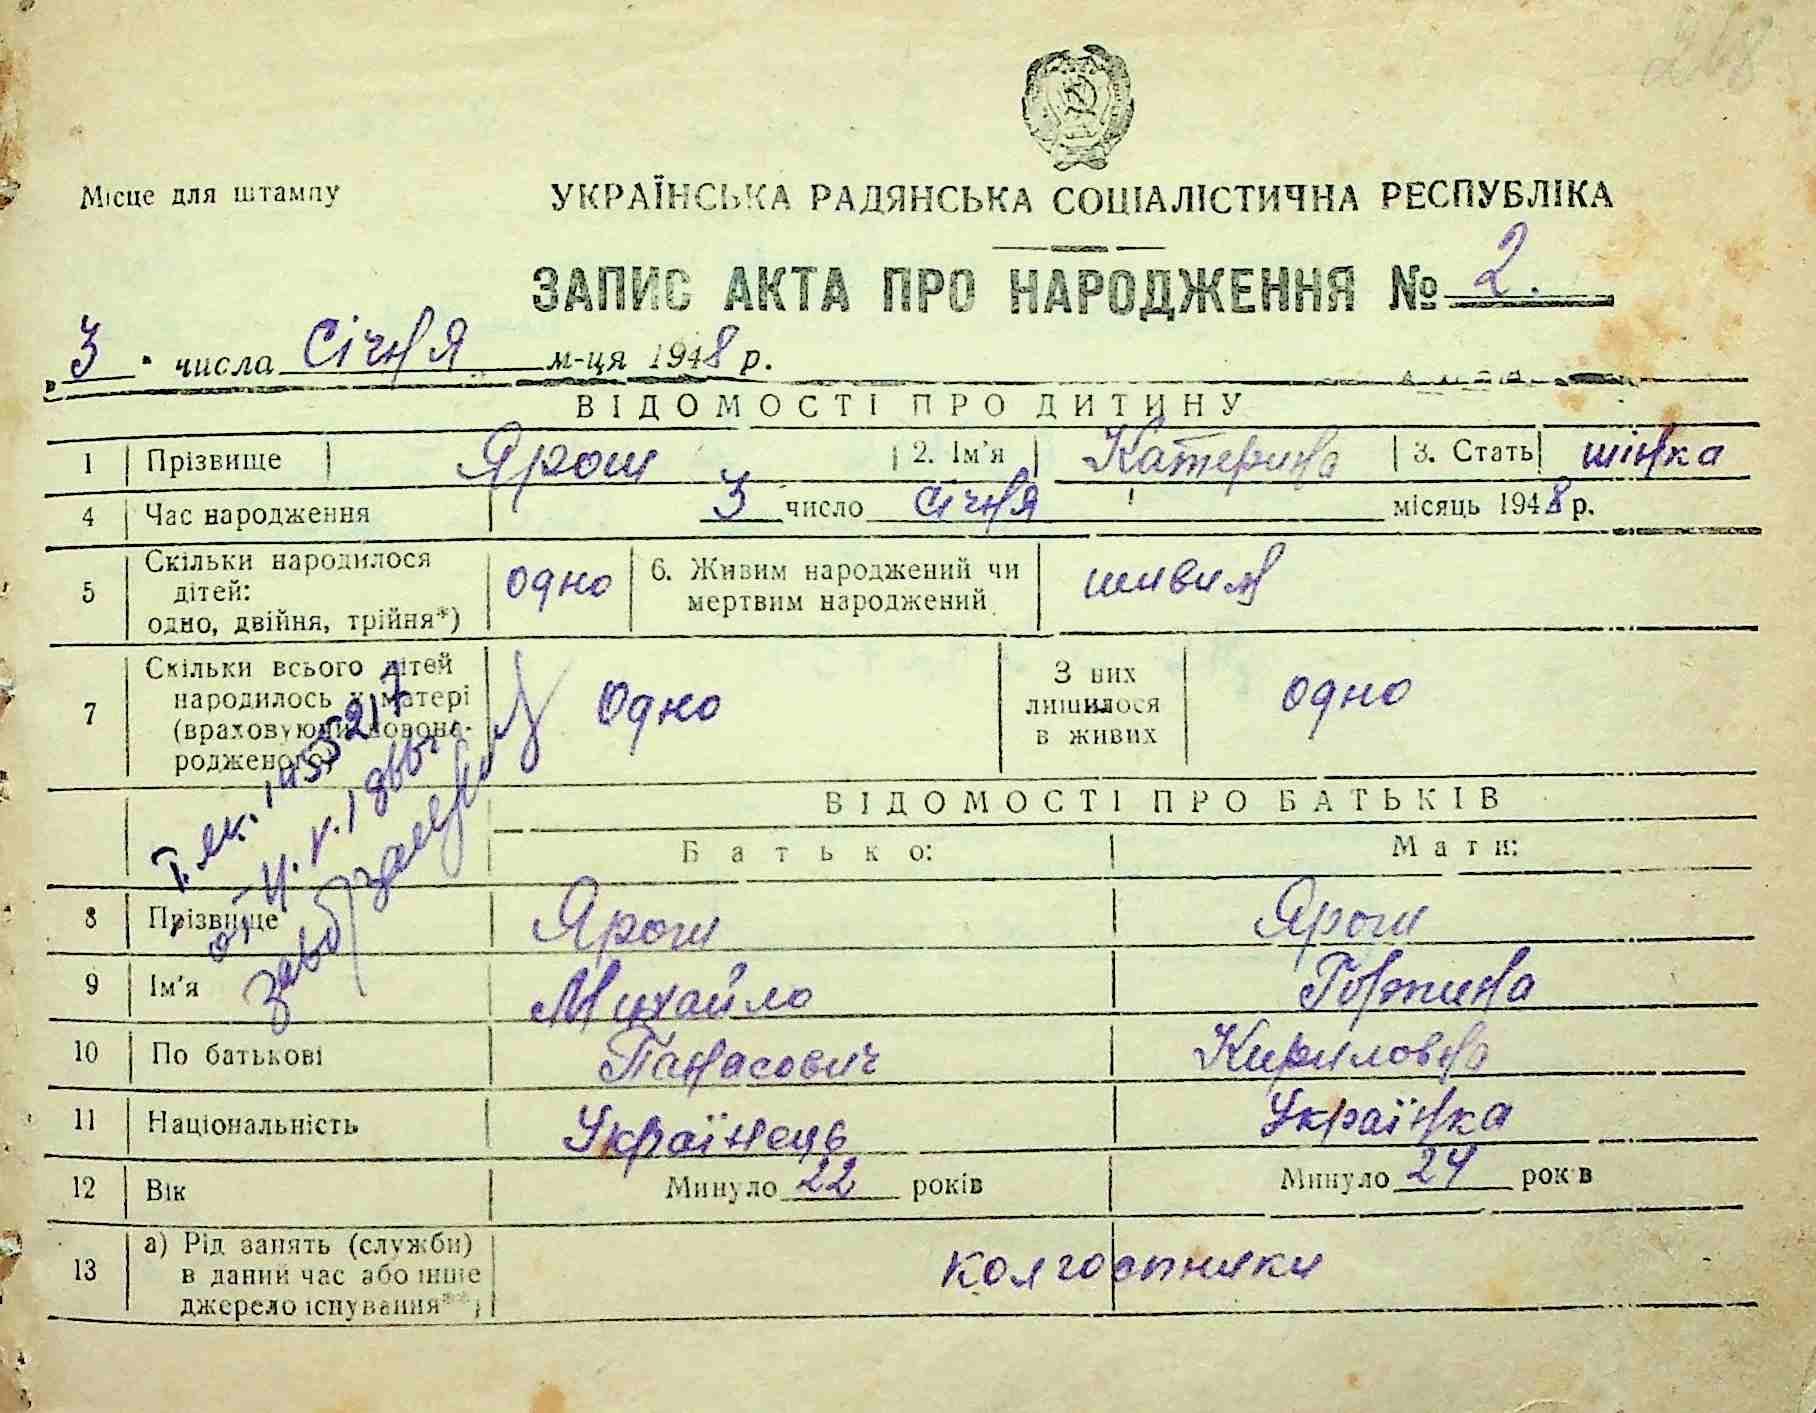 268
Місце для штампу
УКРАЇНСЬКА РАДЯНСЬКА СОЦІАЛІСТИЧНА РЕСПУБЛІКА
ЗАПИС АКТА ПРО НАРОДЖЕННЯ № 2.
3 числа Січня м-ця 1948 р.
ВІДОМОСТІ ПРО ДИТИНУ
1 Прізвище Ярош 2. Ім'я Катерина 3. Стать шінка
4 Час народження 3 число січня місяць 1948 р.
5 Скільки народилося дітей: одно, двійня, трійня*) одно 6. Живим народжений чи мертвим народжений шивим
7 Скільки всього дітей народилось у матері (враховуючи новонародженого) Одно З них лишилося в живих одно
ВІДОМОСТІ ПРО БАТЬКІВ
Батько: Мати:
8 Прізвище Ярош Ярош
9 Ім'я Михайло
10 По батькові Панасович Кириловна
11 Національність Українець Українка
12 Вік Минуло 22 років Минуло 24 років
13 а) Рід занять (служби) в даний час або інше джерело існування**) колгоспники